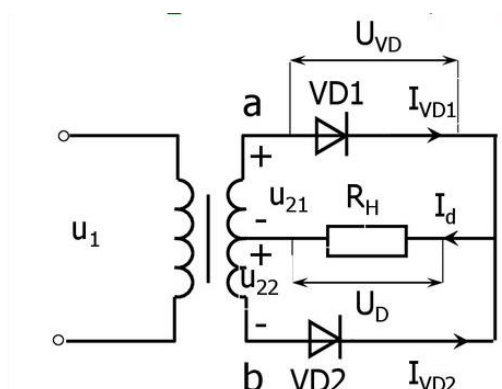 U_VD
a
VD1
I_VD1
+
u_21
-
R_H
I_d
u_1
+
u_22
U_D
-
b
VD2
I_VD2